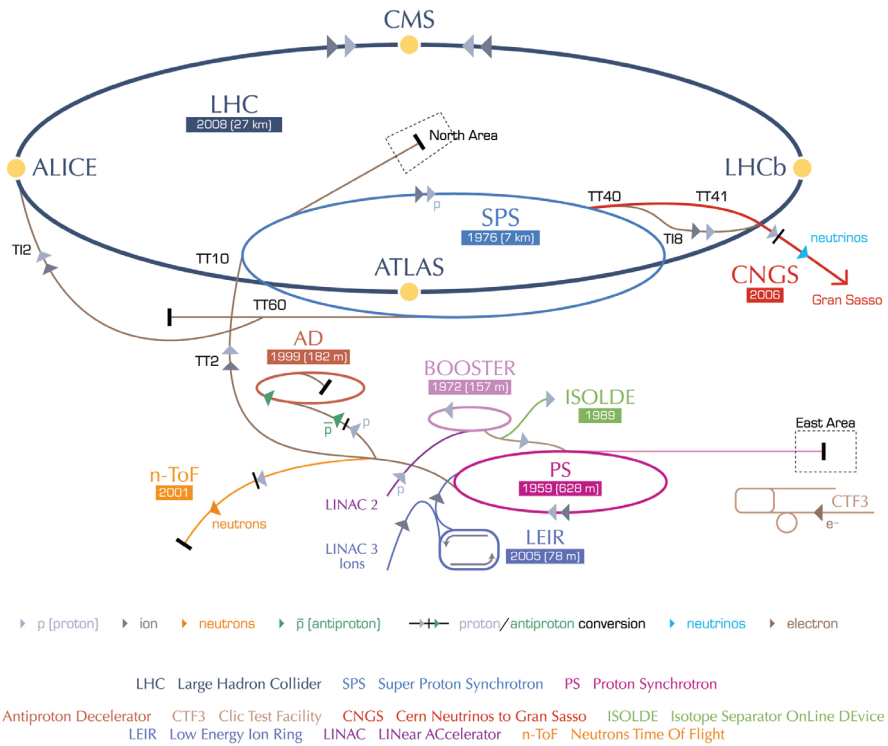 CMS
LHC
2008 (27 km)
North Area
ALICE
LHCb
TT40
TT41
p
SPS
1976 (7 km)
TI8
neutrinos
TI2
TT10
ATLAS
CNGS
2006
Gran Sasso
TT60
AD
1999 (182 m)
TT2
BOOSTER
1972 (157 m)
ISOLDE
1989
p̅
p
East Area
n-ToF
2001
PS
1959 (628 m)
p
LINAC 2
neutrons
CTF3
e-
LEIR
2005 (78 m)
LINAC 3
Ions
p (proton) ion neutrons p̅ (antiproton) proton/antiproton conversion neutrinos electron
LHC Large Hadron Collider SPS Super Proton Synchrotron PS Proton Synchrotron
Antiproton Decelerator CTF3 Clic Test Facility CNGS Cern Neutrinos to Gran Sasso ISOLDE Isotope Separator OnLine DEvice
LEIR Low Energy Ion Ring LINAC LINear ACcelerator n-ToF Neutrons Time Of Flight